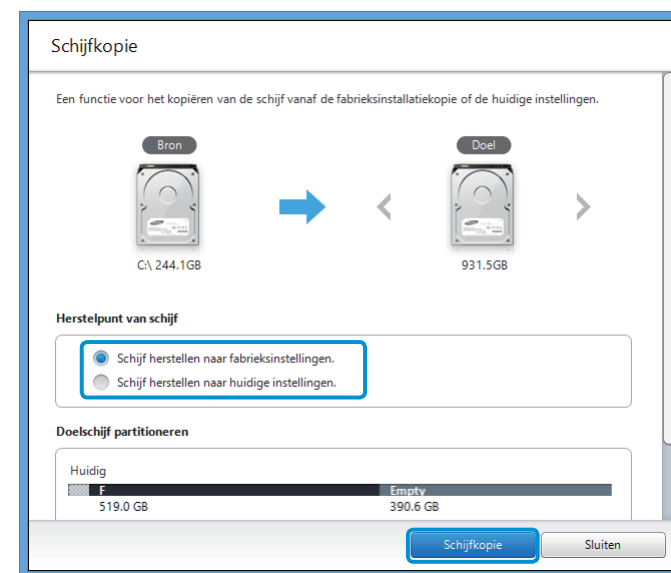 Schijfkopie
Een functie voor het kopiëren van de schijf vanaf de fabrieksinstallatiekopie of de huidige instellingen.
Bron
Doel
C:\ 244.1GB
931.5GB
Herstelpunt van schijf
Schijf herstellen naar fabrieksinstellingen.
Schijf herstellen naar huidige instellingen.
Doelschijf partitioneren
Huidig
F
Empty
519.0 GB
390.6 GB
Schijfkopie
Sluiten